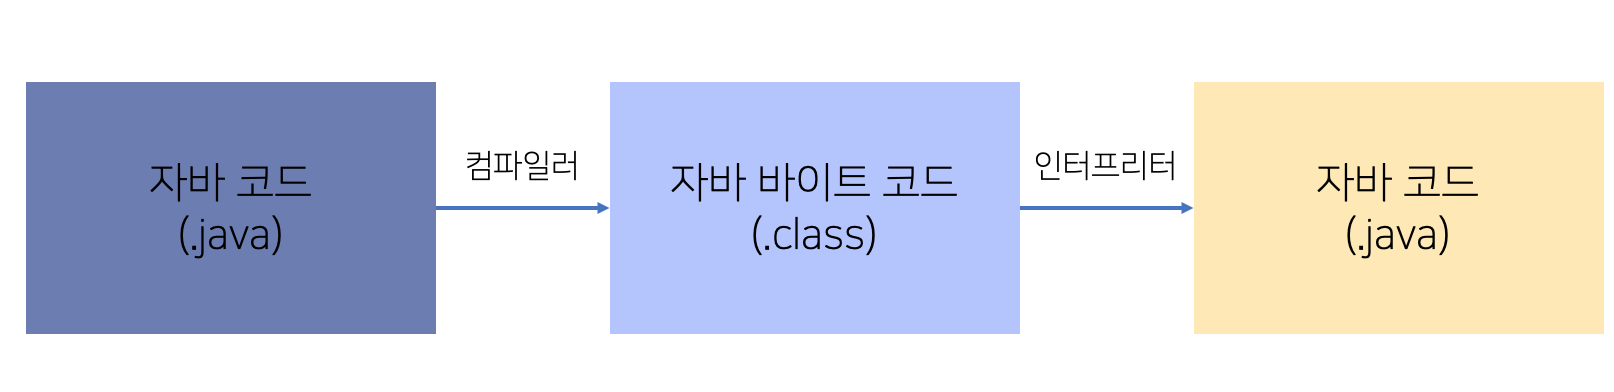 자바 코드
(.java)
컴파일러
자바 바이트 코드
(.class)
인터프리터
자바 코드
(.java)